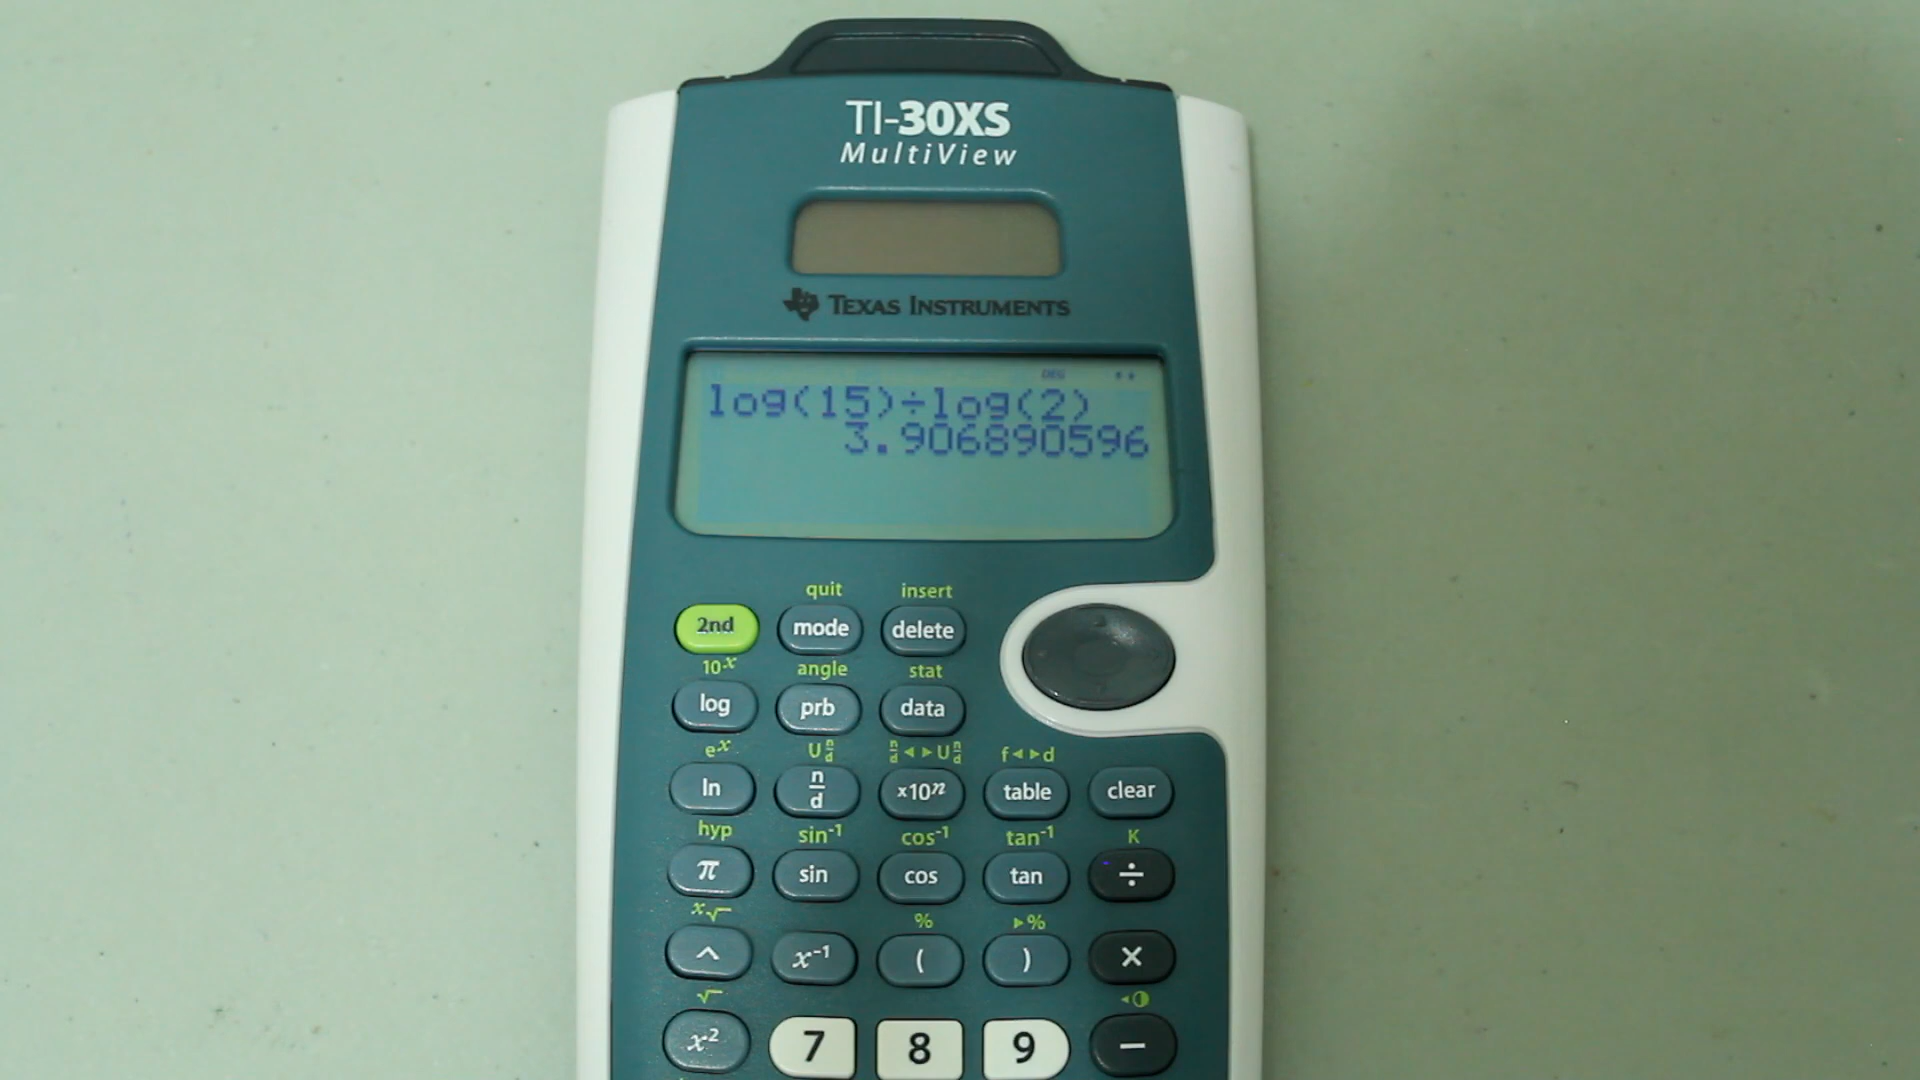 TI-30XS
MultiView
TEXAS INSTRUMENTS
DEG
log(15)÷log(2)
3.906890596
quit insert
2nd mode delete
10ˣ angle stat
log prb data
eˣ U n/d n/d◄►U n/d f◄►d
ln n/d ×10ⁿ table clear
hyp sin⁻¹ cos⁻¹ tan⁻¹ K
π sin cos tan ÷
ˣ√ % ►%
^ x⁻¹ ( ) ×
√ ◄◐
x² 7 8 9 −